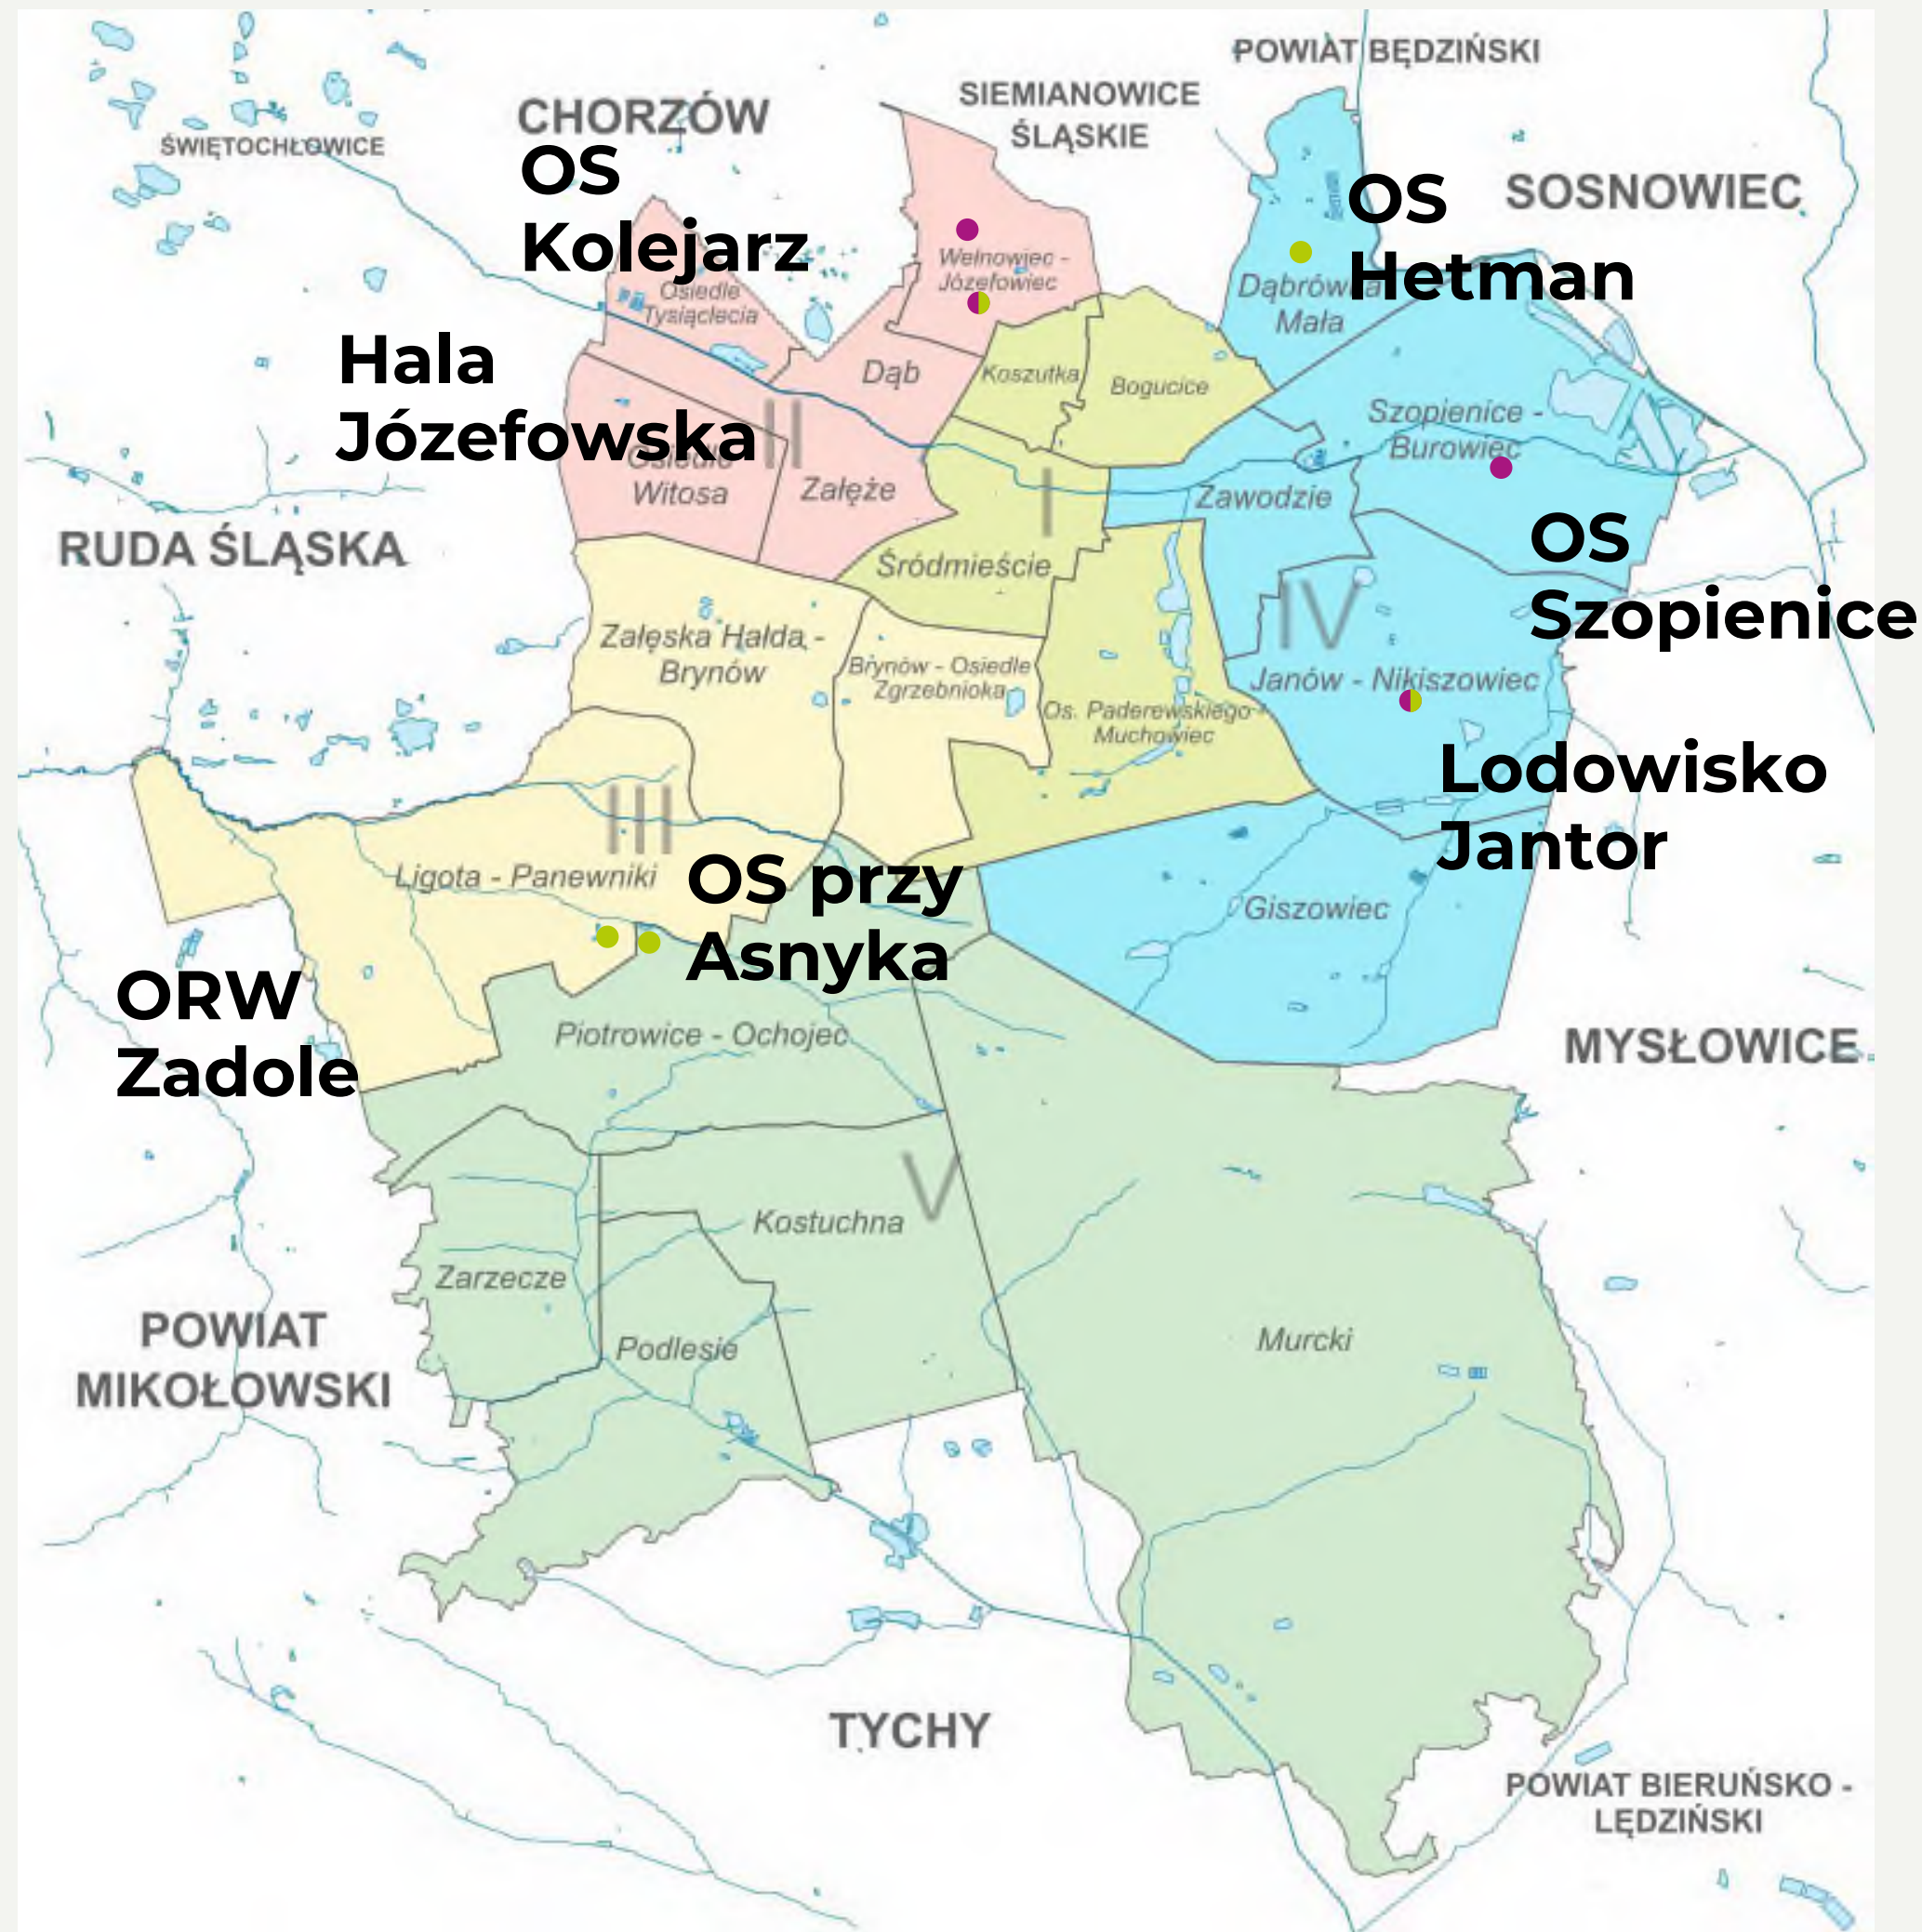 POWIAT BĘDZIŃSKI
SIEMIANOWICE
ŚLĄSKIE
CHORZÓW
ŚWIĘTOCHŁOWICE
OS
Kolejarz
OS
Hetman
SOSNOWIEC
Wełnowiec -
Józefowiec
Osiedle
Tysiąclecia
Dąbrówka
Mała
Hala
Józefowska
Dąb
Koszutka
Bogucice
Szopienice -
Burowiec
II
Osiedle
Witosa
Załęże
I
Zawodzie
RUDA ŚLĄSKA
OS
Szopienice
Śródmieście
IV
Załęska Hałda -
Brynów
Brynów - Osiedle
Zgrzebnioka
Janów - Nikiszowiec
Os. Paderewskiego -
Muchowiec
Lodowisko
Jantor
III
Ligota - Panewniki
OS przy
Asnyka
Giszowiec
ORW
Zadole
Piotrowice - Ochojec
MYSŁOWICE
V
Kostuchna
Zarzecze
Podlesie
Murcki
POWIAT
MIKOŁOWSKI
TYCHY
POWIAT BIERUŃSKO -
LĘDZIŃSKI